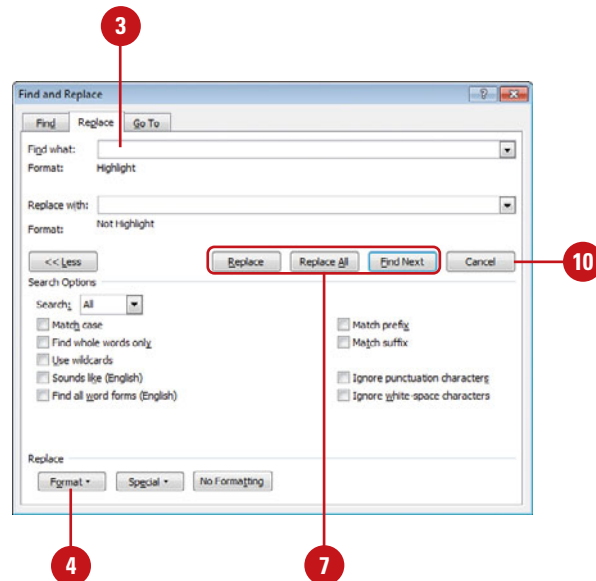 3
Find and Replace
Find Replace Go To
Find what:
Format: Highlight
Replace with:
Format: Not Highlight
<< Less Replace Replace All Find Next Cancel
10
Search Options
Search: All
Match case Match prefix
Find whole words only Match suffix
Use wildcards
Sounds like (English) Ignore punctuation characters
Find all word forms (English) Ignore white-space characters
Replace
Format Special No Formatting
4 7